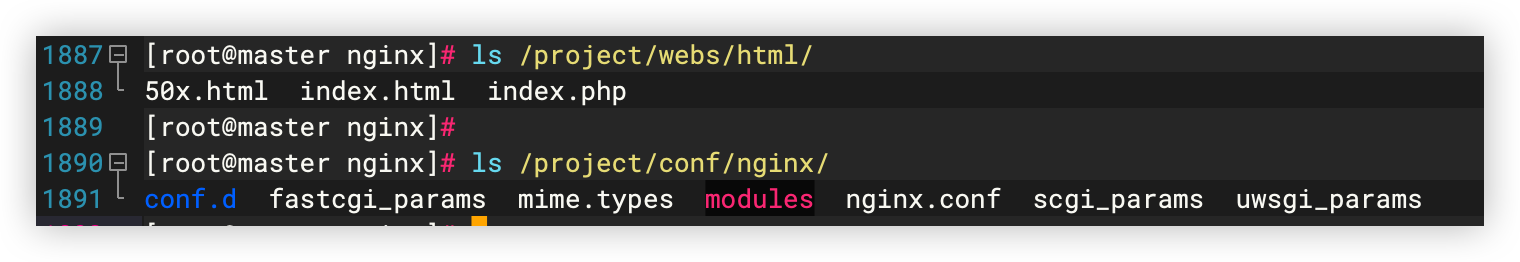 1887 [root@master nginx]# ls /project/webs/html/
1888 50x.html  index.html  index.php
1889 [root@master nginx]#
1890 [root@master nginx]# ls /project/conf/nginx/
1891 conf.d  fastcgi_params  mime.types  modules  nginx.conf  scgi_params  uwsgi_params